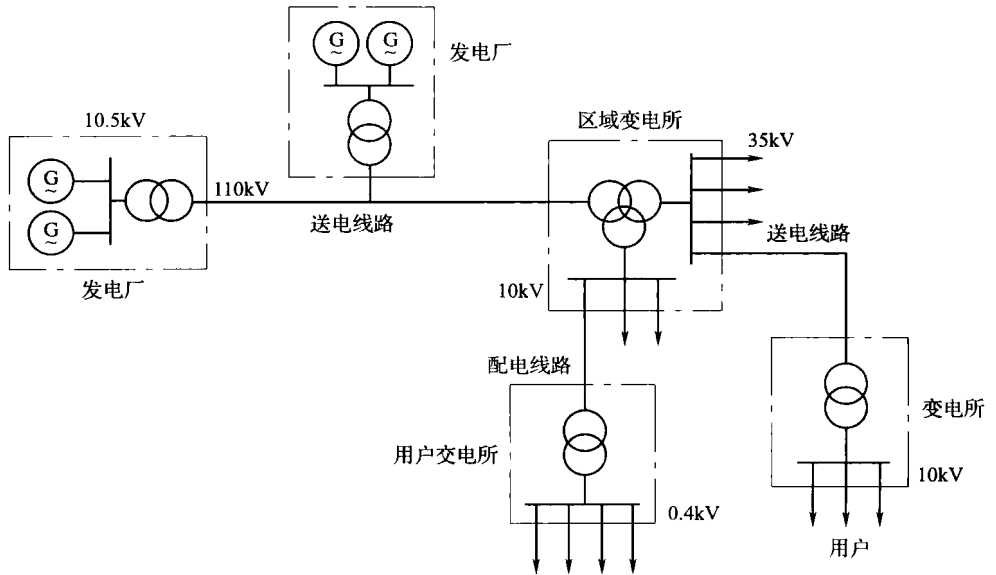 G
~
G
~
发电厂
10.5kV
区域变电所
35kV
G
~
G
~
110kV
送电线路
送电线路
发电厂
10kV
配电线路
变电所
用户变电所
10kV
0.4kV
用户